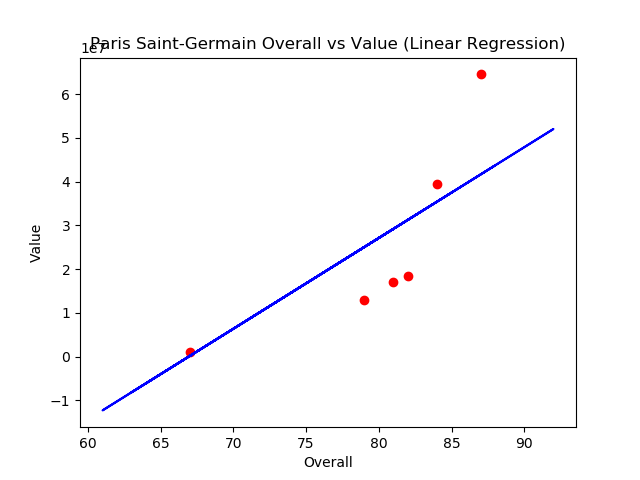 Paris Saint-Germain Overall vs Value (Linear Regression)
1e7
6
5
4
3
2
1
0
−1
Value
60 65 70 75 80 85 90
Overall